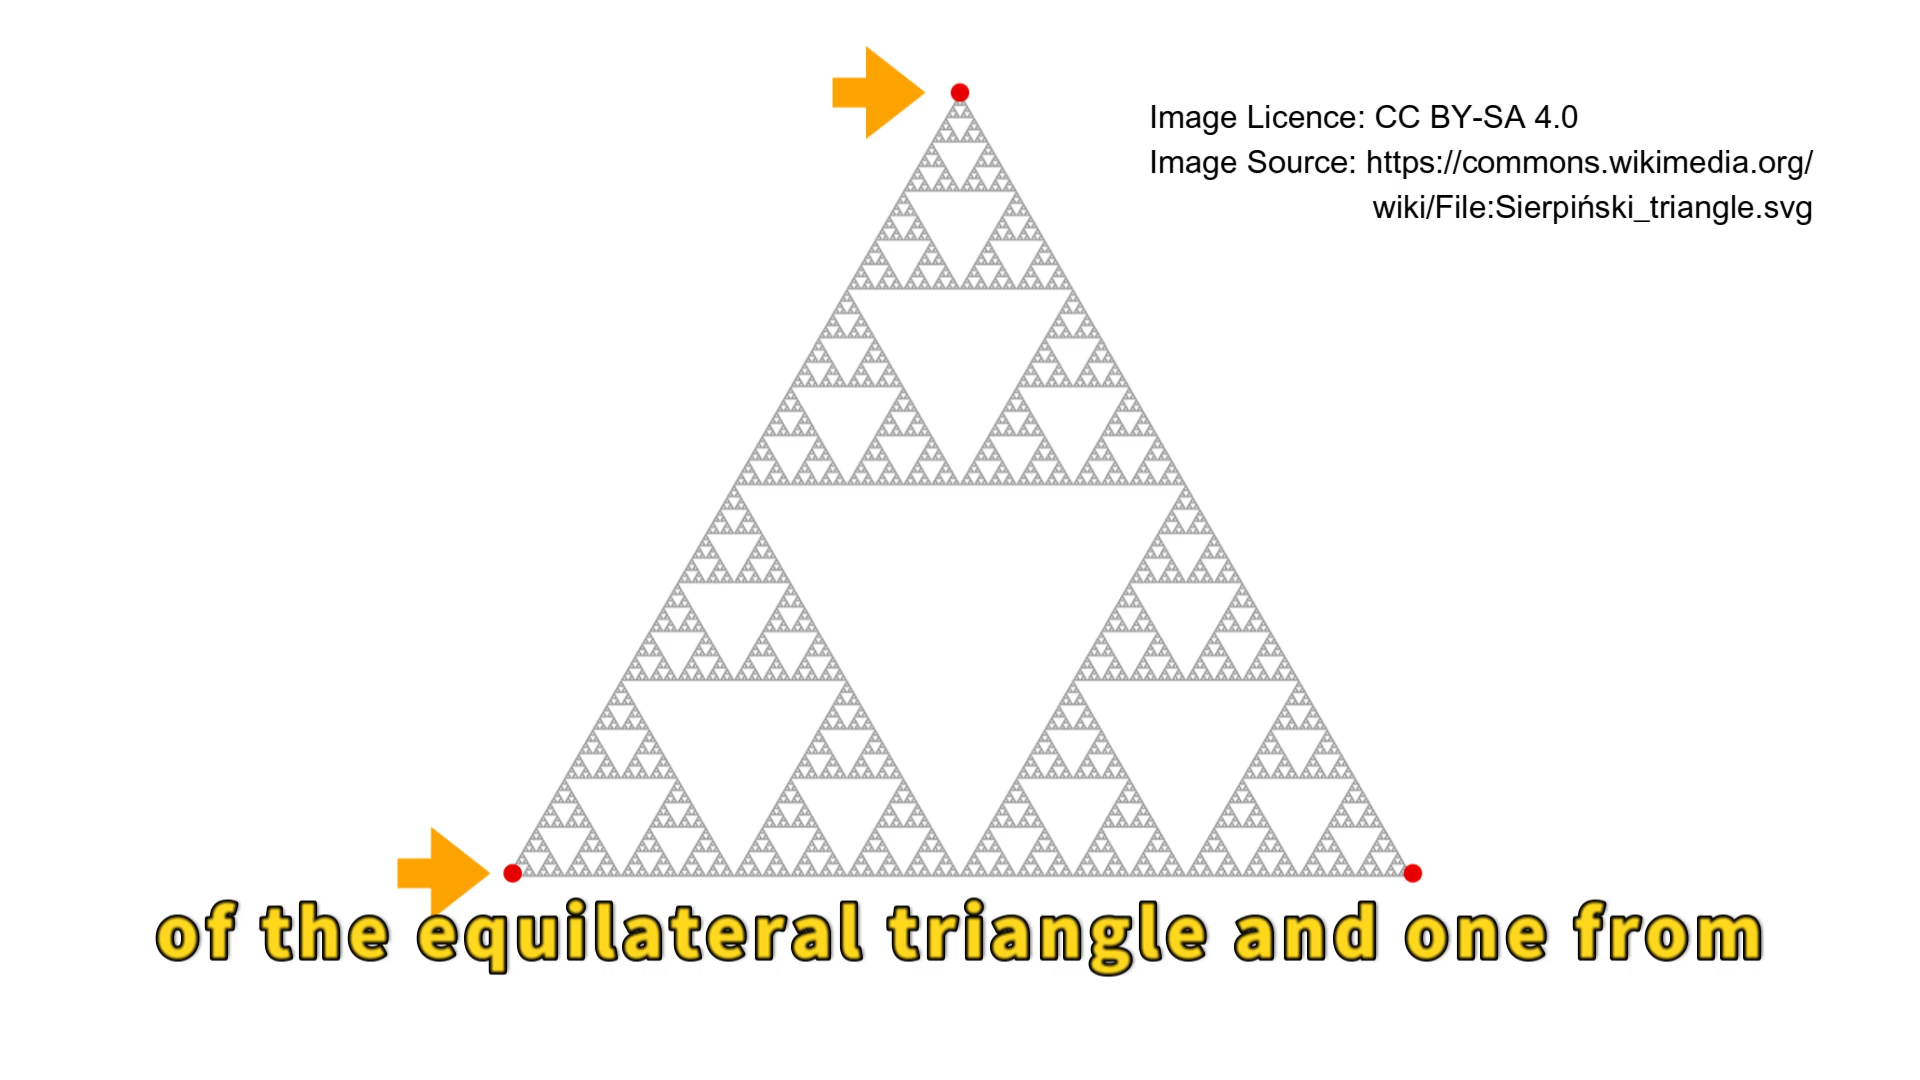 Image Licence: CC BY-SA 4.0
Image Source: https://commons.wikimedia.org/
wiki/File:Sierpiński_triangle.svg
of the equilateral triangle and one from